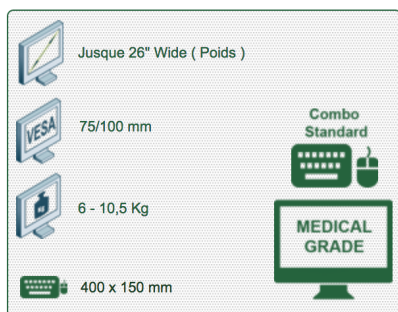 Jusque 26" Wide ( Poids )
VESA
75/100 mm
KG
6 - 10,5 Kg
400 x 150 mm
Combo
Standard
MEDICAL
GRADE